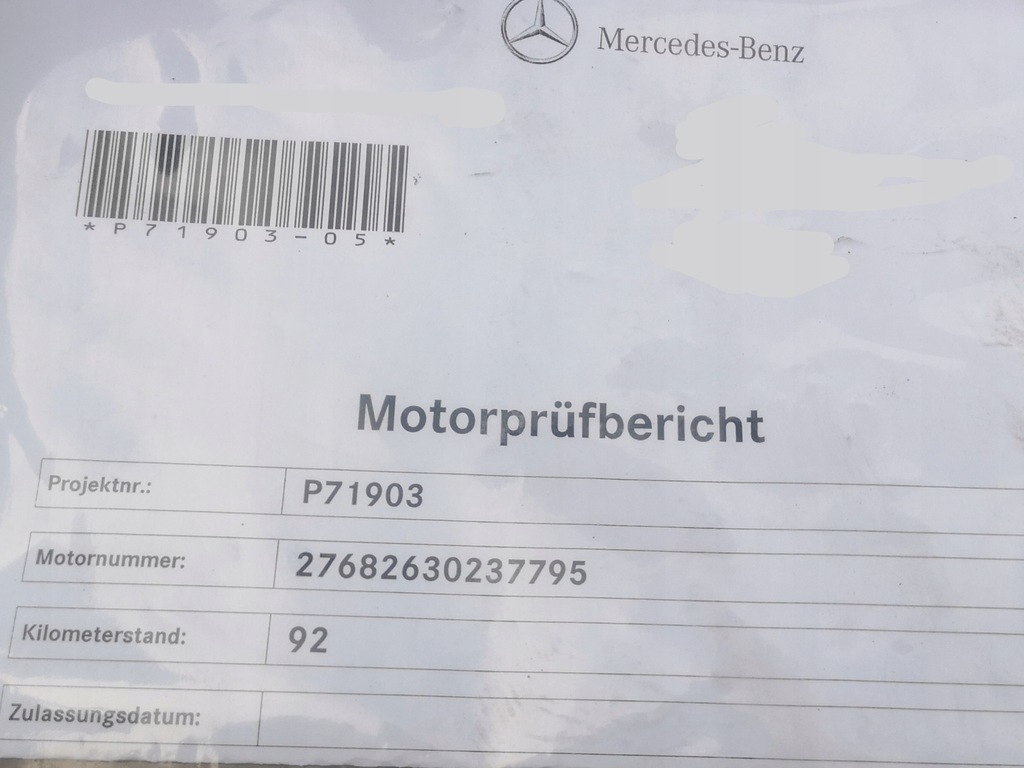 Mercedes-Benz
*P71903-05*
Motorprüfbericht
Projektnr.: P71903
Motornummer: 27682630237795
Kilometerstand: 92
Zulassungsdatum: